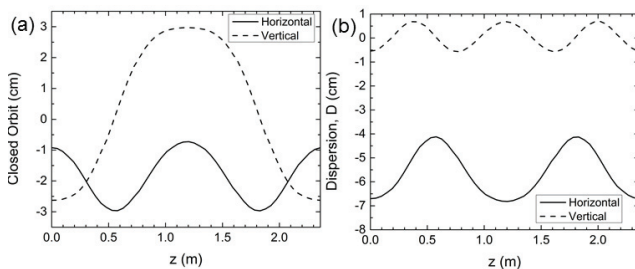 (a)
Closed Orbit (cm)
3
2
1
0
-1
-2
-3
0.0 0.5 1.0 1.5 2.0
z (m)
Horizontal
Vertical
(b)
Dispersion, D (cm)
1
0
-1
-2
-3
-4
-5
-6
-7
-8
0.0 0.5 1.0 1.5 2.0
z (m)
Horizontal
Vertical